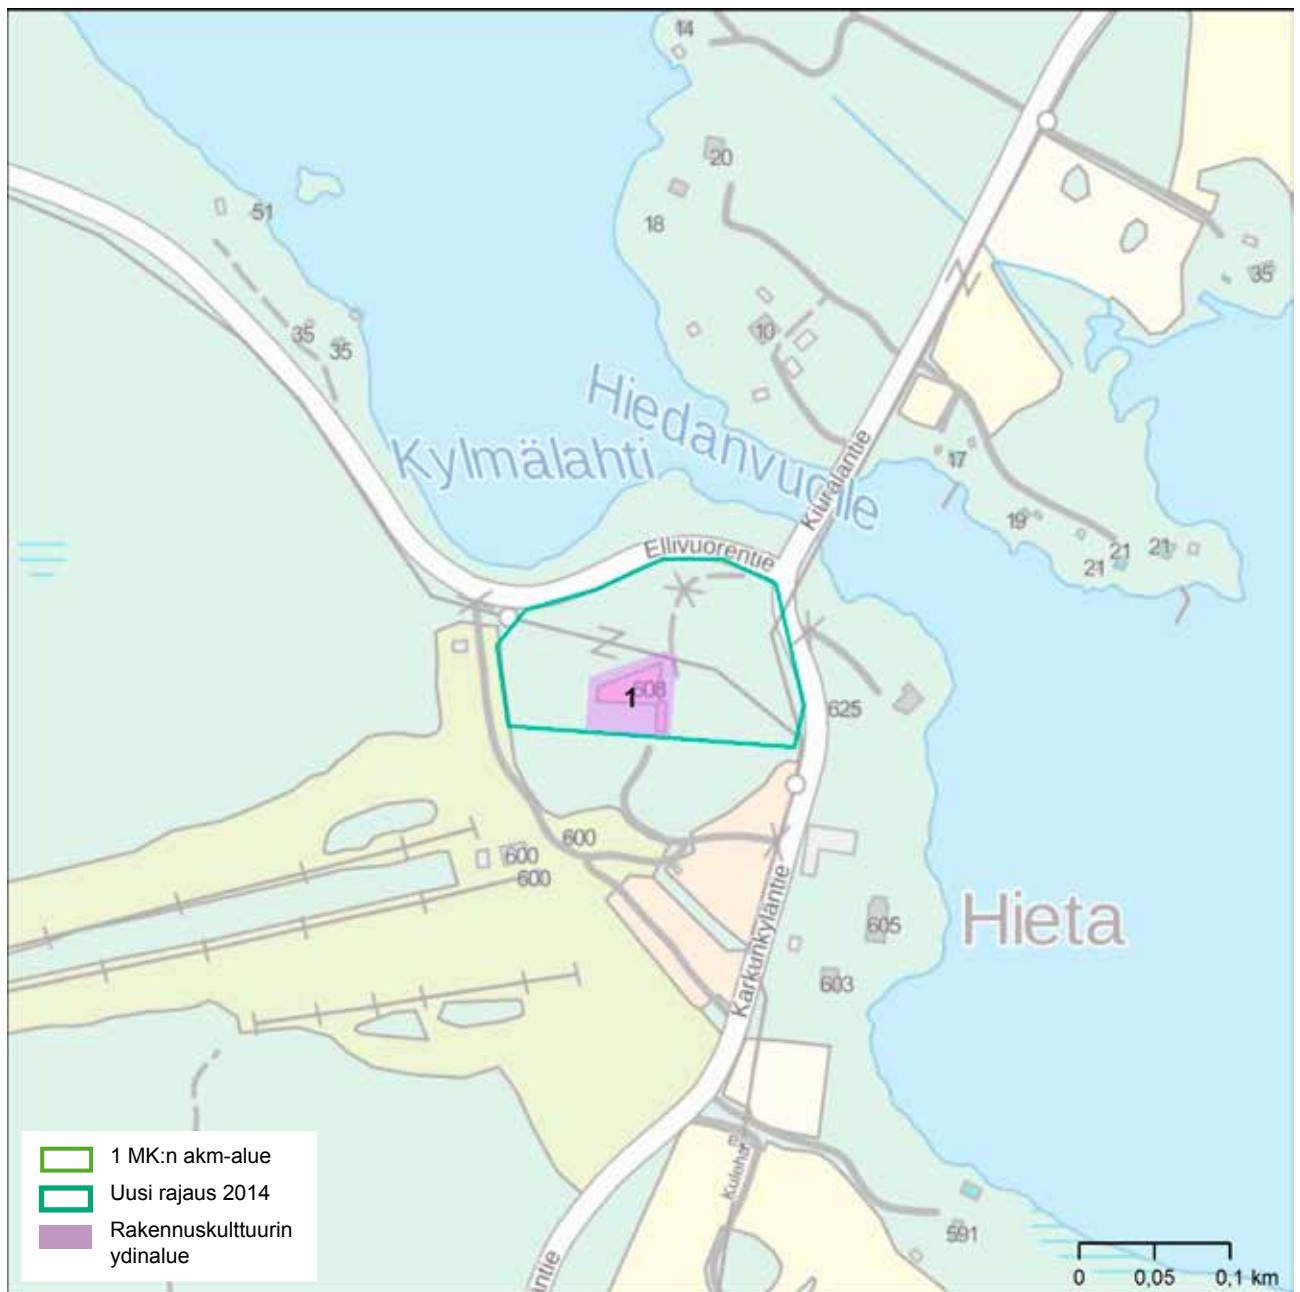 14
20
51
18
35
35
35
10
Hiedanvuolle
Kylmälahti
Kiuralantie
17
19
21
21
21
Ellivuorentie
608
1
625
600
600
600
Karkunkyläntie
605
Hieta
603
591
1 MK:n akm-alue
Uusi rajaus 2014
Rakennuskulttuurin
ydinalue
0 0,05 0,1 km